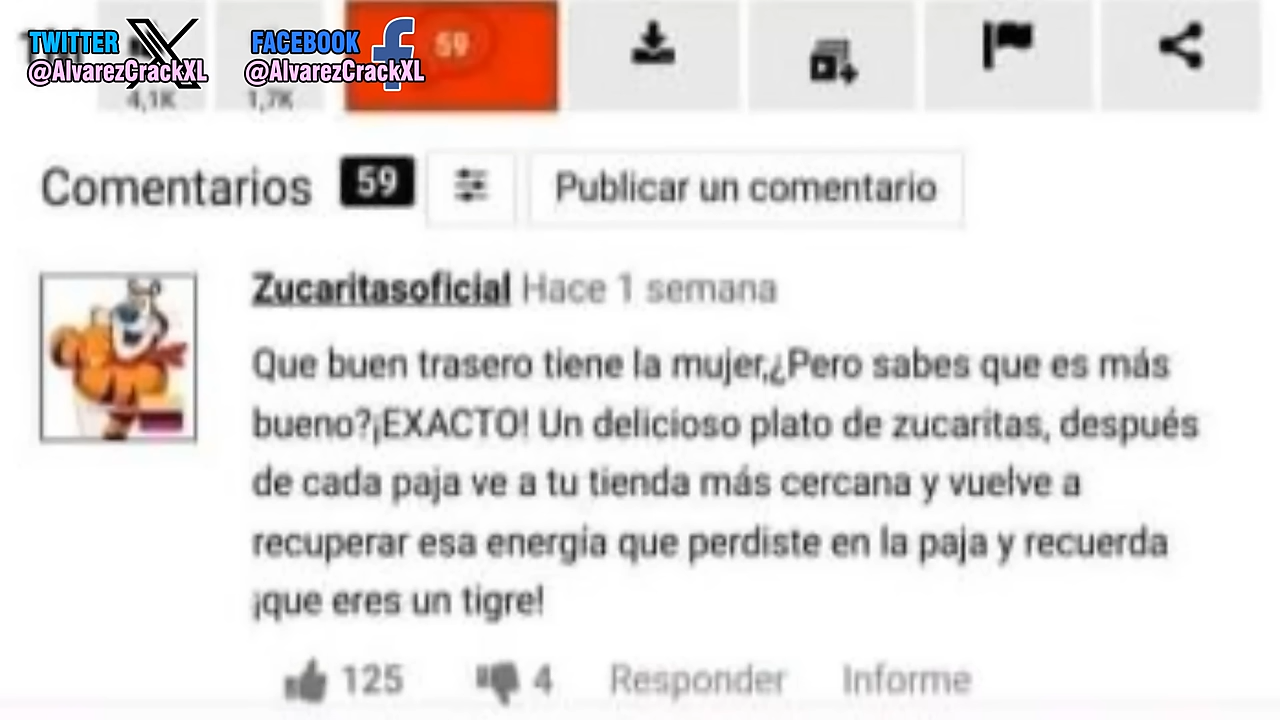 TWITTER
@AlvarezCrackXL
FACEBOOK
@AlvarezCrackXL
59
4,1K
1,7K
Comentarios 59 Publicar un comentario
Zucaritasoficial Hace 1 semana
Que buen trasero tiene la mujer,¿Pero sabes que es más
bueno?¡EXACTO! Un delicioso plato de zucaritas, después
de cada paja ve a tu tienda más cercana y vuelve a
recuperar esa energia que perdiste en la paja y recuerda
¡que eres un tigre!
125 4 Responder Informe